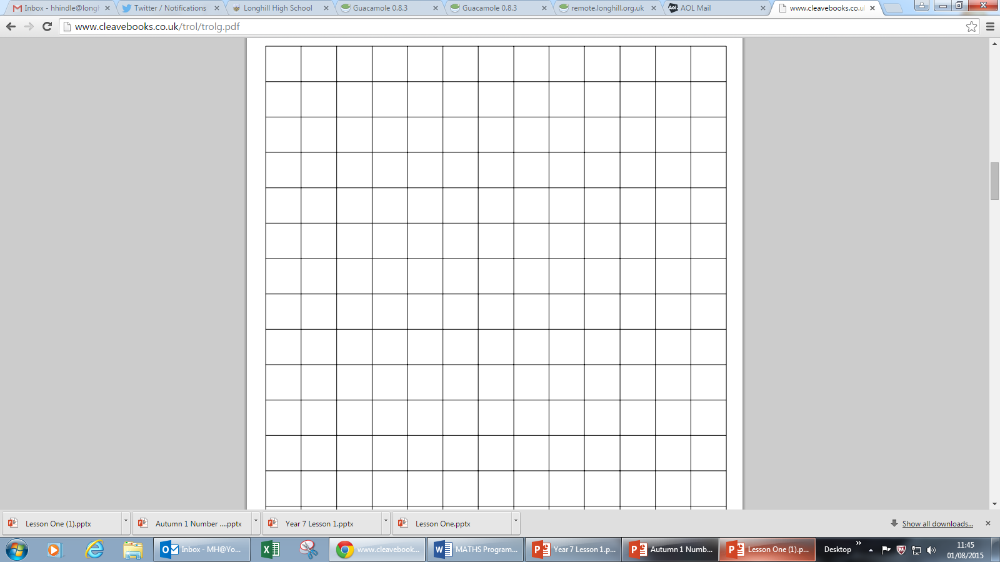 Inbox - hhindle@longh
Twitter / Notifications
Longhill High School
Guacamole 0.8.3
Guacamole 0.8.3
remote.longhill.org.uk
Aol. AOL Mail
www.cleavebooks.co.u
www.cleavebooks.co.uk/trol/trolg.pdf
Lesson One (1).pptx
Autumn 1 Number ....pptx
Year 7 Lesson 1.pptx
Lesson One.pptx
Show all downloads...
Inbox - MH@Yo...
www.cleavebook...
MATHS Program...
Year 7 Lesson 1.p...
Autumn 1 Numb...
Lesson One (1).p...
Desktop
11:45
01/08/2015